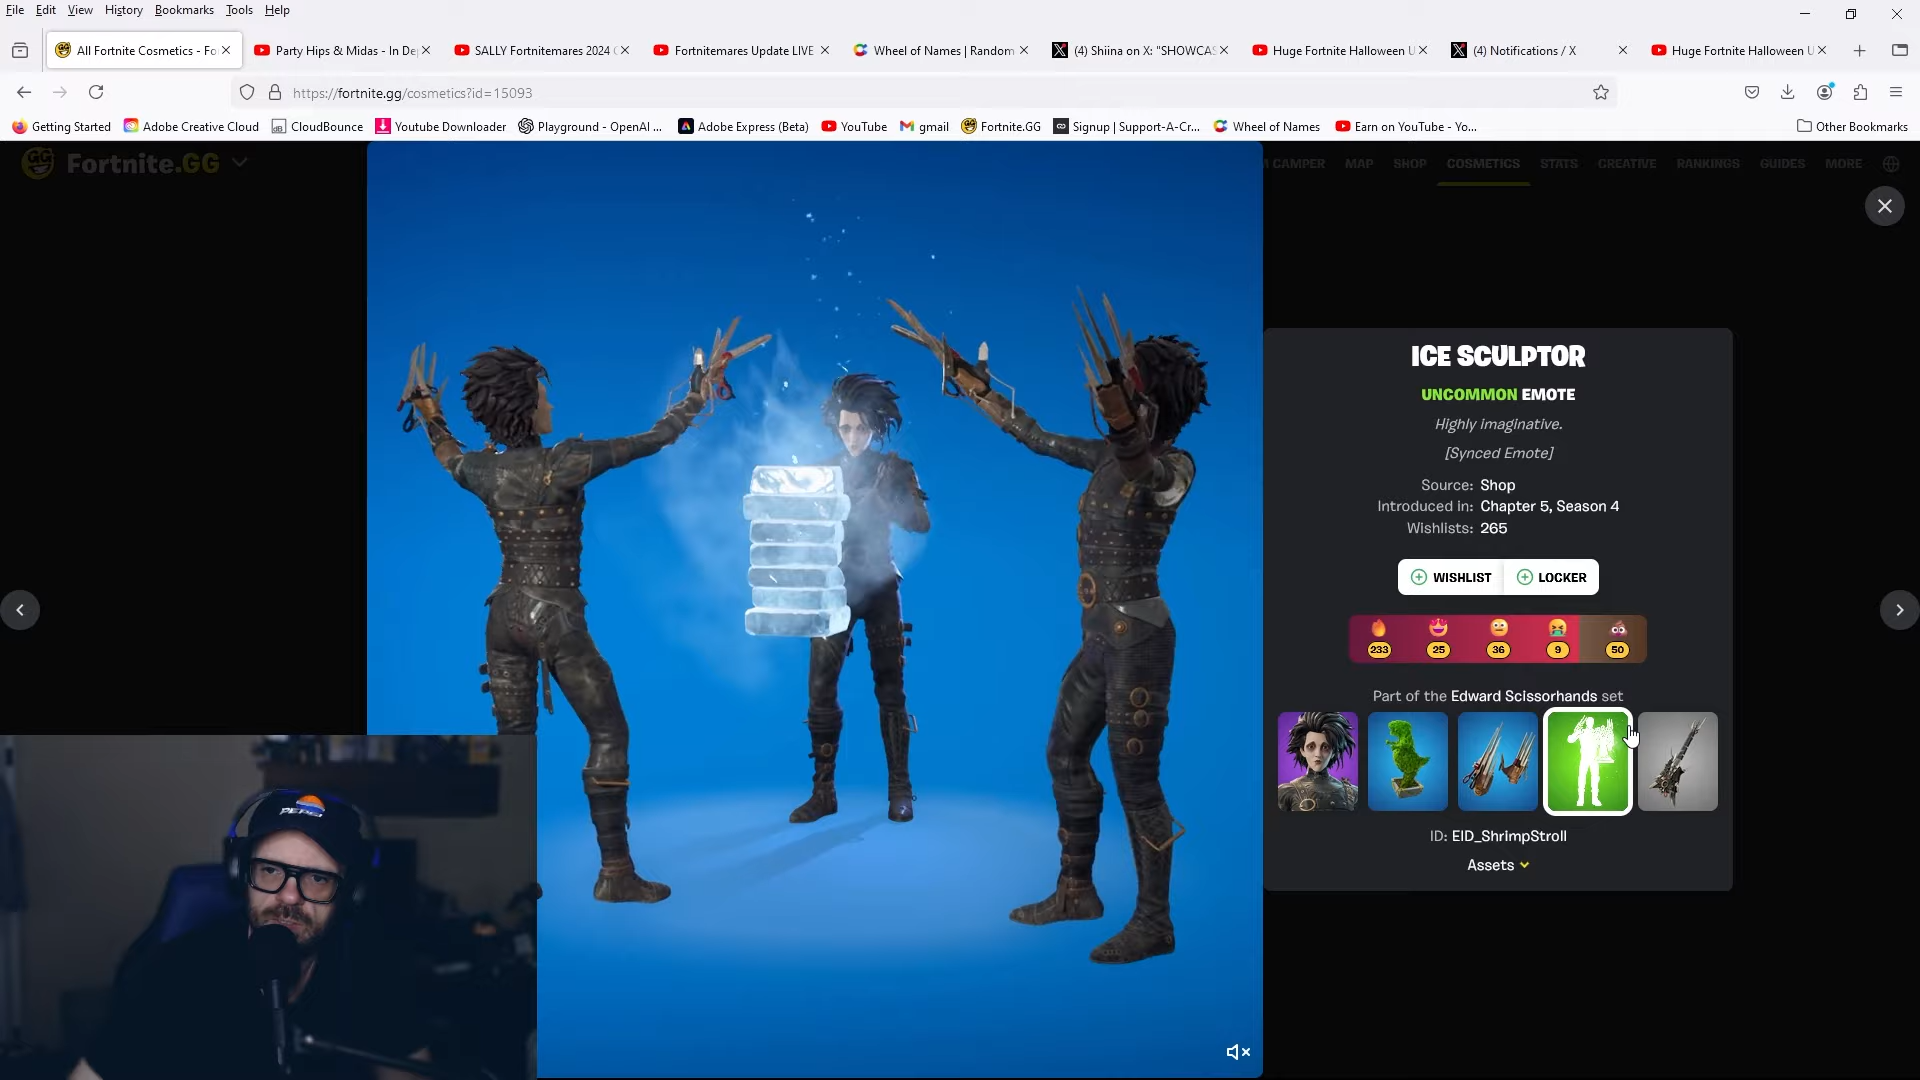 File Edit View History Bookmarks Tools Help
All Fortnite Cosmetics - Fo
Party Hips & Midas - In De
SALLY Fortnitemares 2024
Fortnitemares Update LIVE
Wheel of Names | Random
(4) Shiina on X: "SHOWCAS
Huge Fortnite Halloween U
(4) Notifications / X
Huge Fortnite Halloween U
https://fortnite.gg/cosmetics?id=15093
Getting Started Adobe Creative Cloud CloudBounce Youtube Downloader Playground - OpenAI ... Adobe Express (Beta) YouTube gmail Fortnite.GG Signup | Support-A-Cr... Wheel of Names Earn on YouTube - Yo... Other Bookmarks
Fortnite.GG
CAMPER MAP SHOP COSMETICS STATS CREATIVE RANKINGS GUIDES MORE
ICE SCULPTOR
UNCOMMON EMOTE
Highly imaginative.
[Synced Emote]
Source: Shop
Introduced in: Chapter 5, Season 4
Wishlists: 265
WISHLIST LOCKER
233 25 36 9 50
Part of the Edward Scissorhands set
ID: EID_ShrimpStroll
Assets
PEPSI